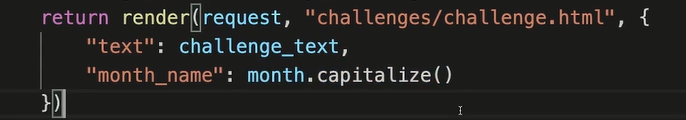 return render(request, "challenges/challenge.html", {
    "text": challenge_text,
    "month_name": month.capitalize()
})